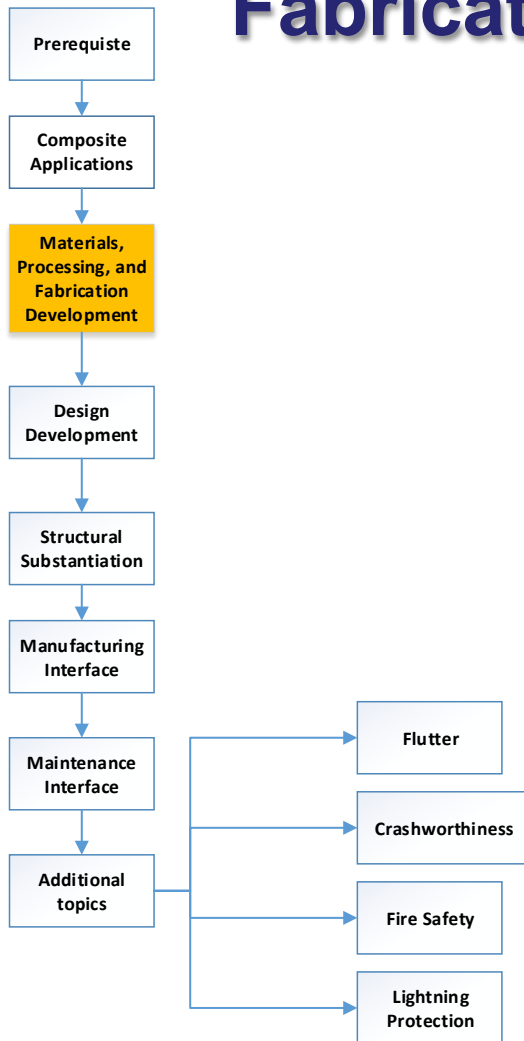 Fabricat
Prerequiste
Composite
Applications
Materials,
Processing, and
Fabrication
Development
Design
Development
Structural
Substantiation
Manufacturing
Interface
Maintenance
Interface
Additional
topics
Flutter
Crashworthiness
Fire Safety
Lightning
Protection